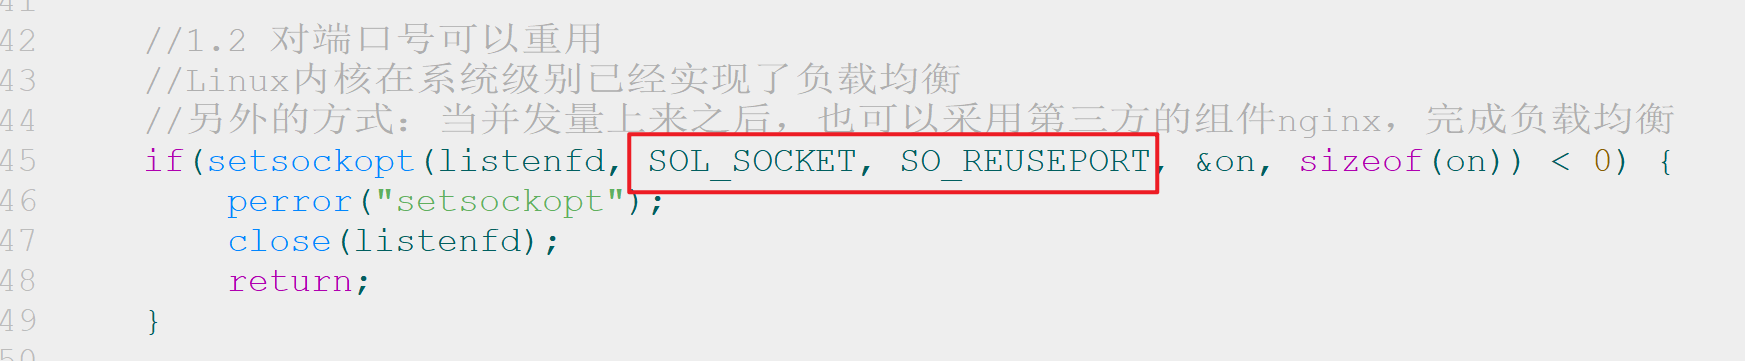 41
42 //1.2 对端口号可以重用
43 //Linux内核在系统级别已经实现了负载均衡
44 //另外的方式：当并发量上来之后，也可以采用第三方的组件nginx，完成负载均衡
45 if(setsockopt(listenfd, SOL_SOCKET, SO_REUSEPORT, &on, sizeof(on)) < 0) {
46 perror("setsockopt");
47 close(listenfd);
48 return;
49 }
50